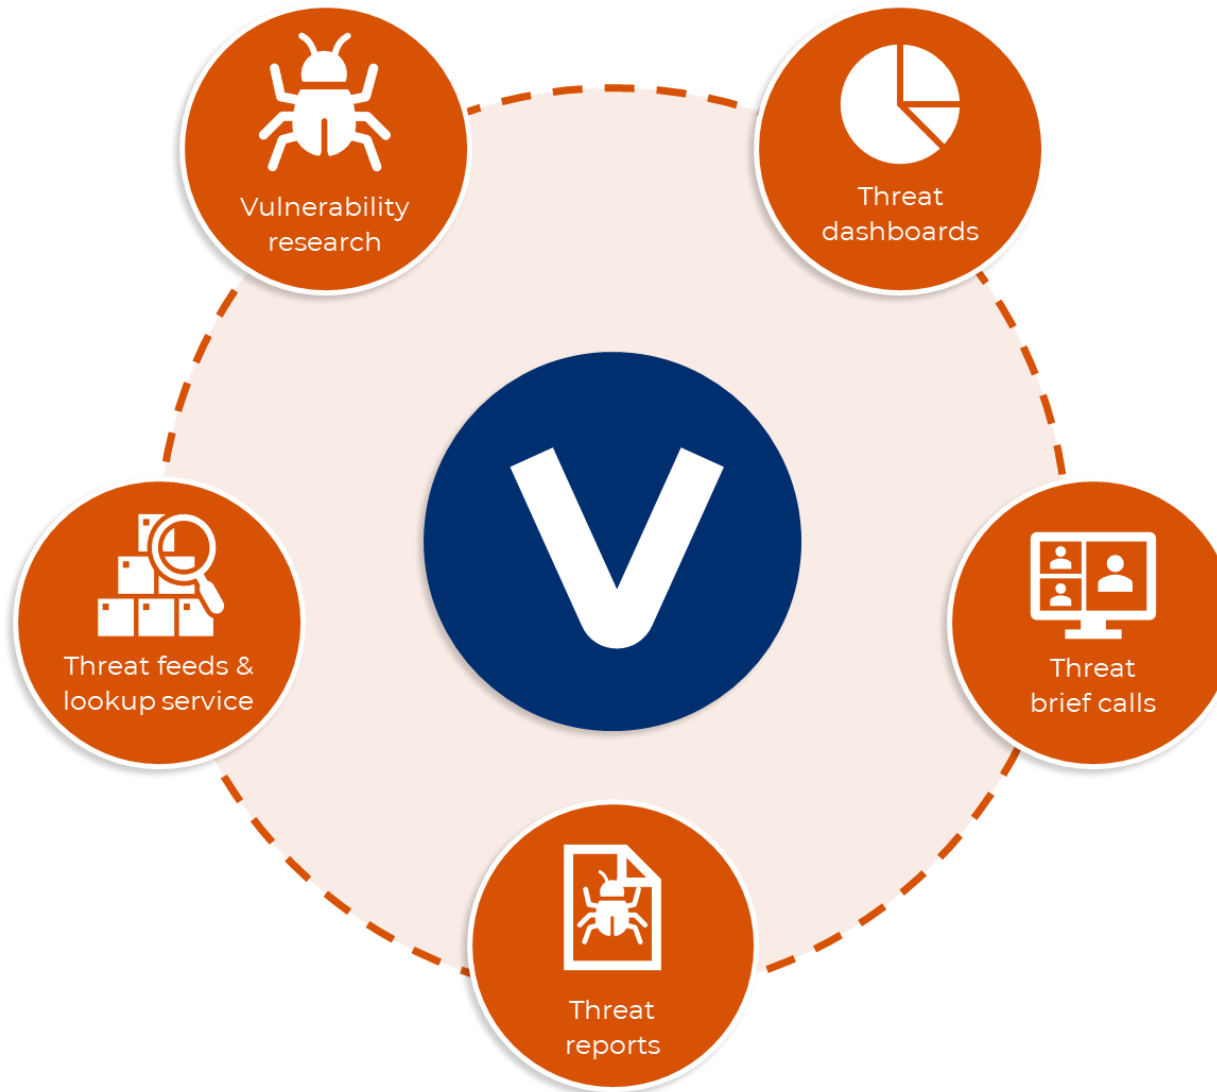 Vulnerability
research
Threat
dashboards
V
Threat feeds &
lookup service
Threat
brief calls
Threat
reports